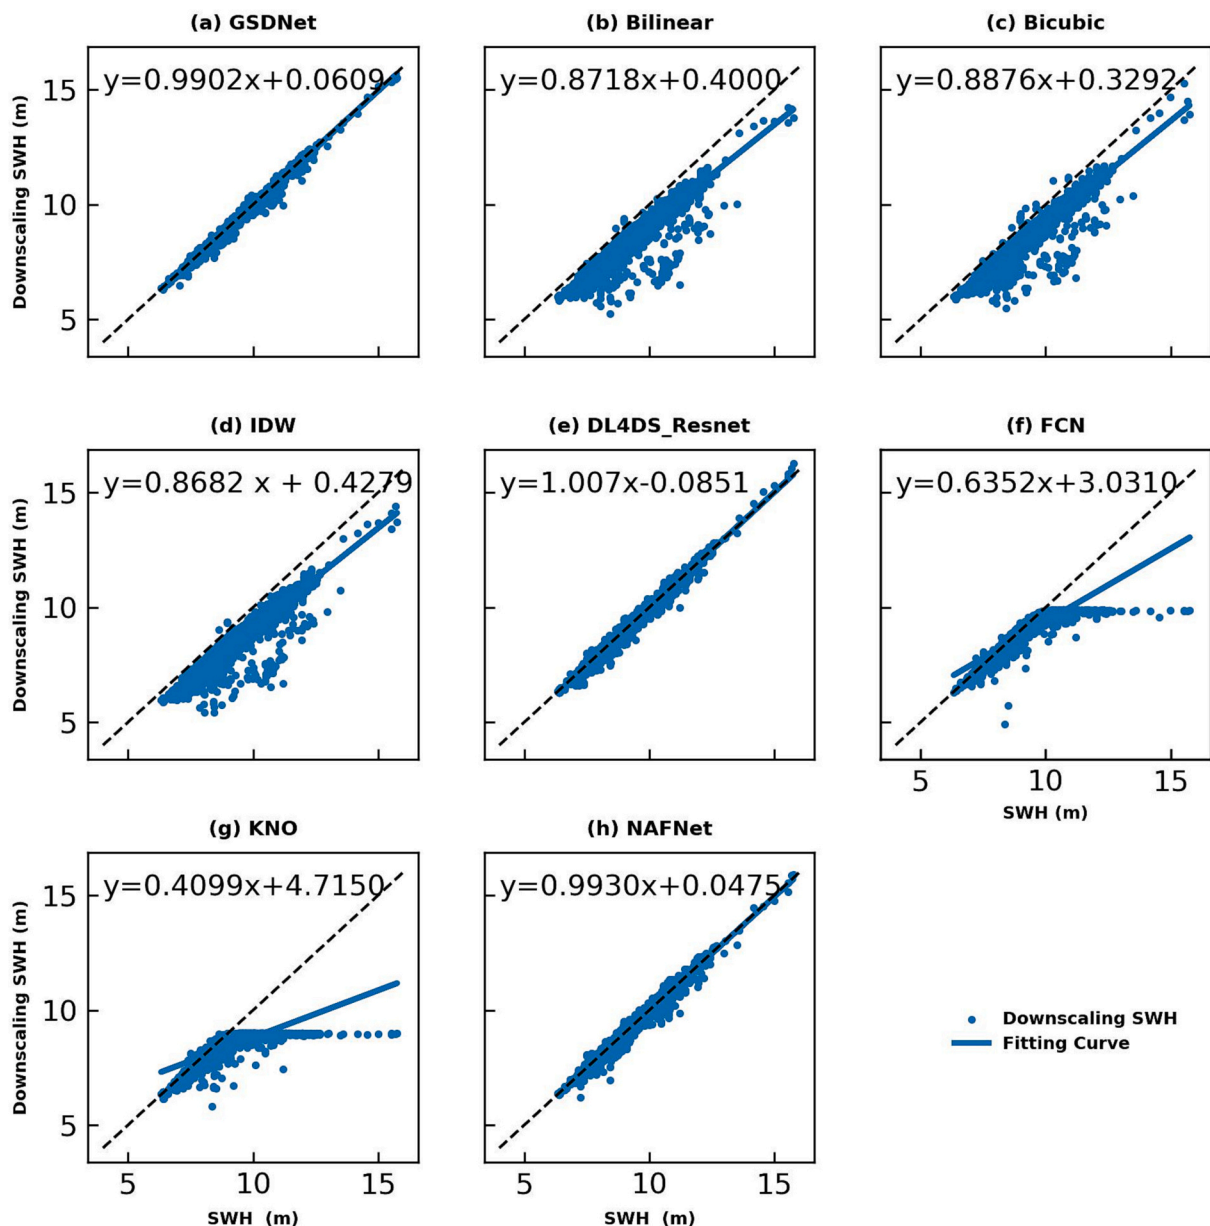 (a) GSDNet
(b) Bilinear
(c) Bicubic
y=0.9902x+0.0609
y=0.8718x+0.4000
y=0.8876x+0.3292
Downscaling SWH (m)
15
10
5
(d) IDW
(e) DL4DS_Resnet
(f) FCN
y=0.8682 x + 0.4279
y=1.007x-0.0851
y=0.6352x+3.0310
Downscaling SWH (m)
15
10
5
5
10
15
SWH (m)
(g) KNO
(h) NAFNet
y=0.4099x+4.7150
y=0.9930x+0.0475
Downscaling SWH (m)
15
10
5
5
10
15
SWH (m)
5
10
15
SWH (m)
Downscaling SWH
Fitting Curve